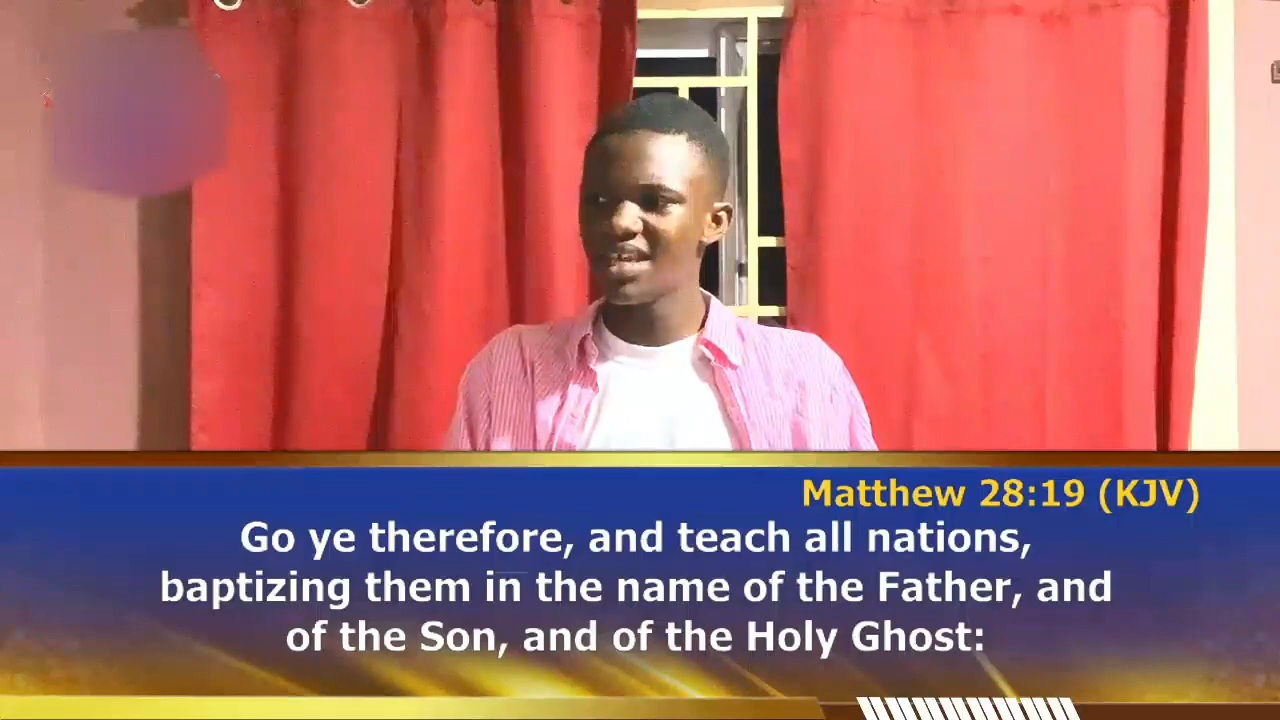 Matthew 28:19 (KJV)
Go ye therefore, and teach all nations,
baptizing them in the name of the Father, and
of the Son, and of the Holy Ghost: